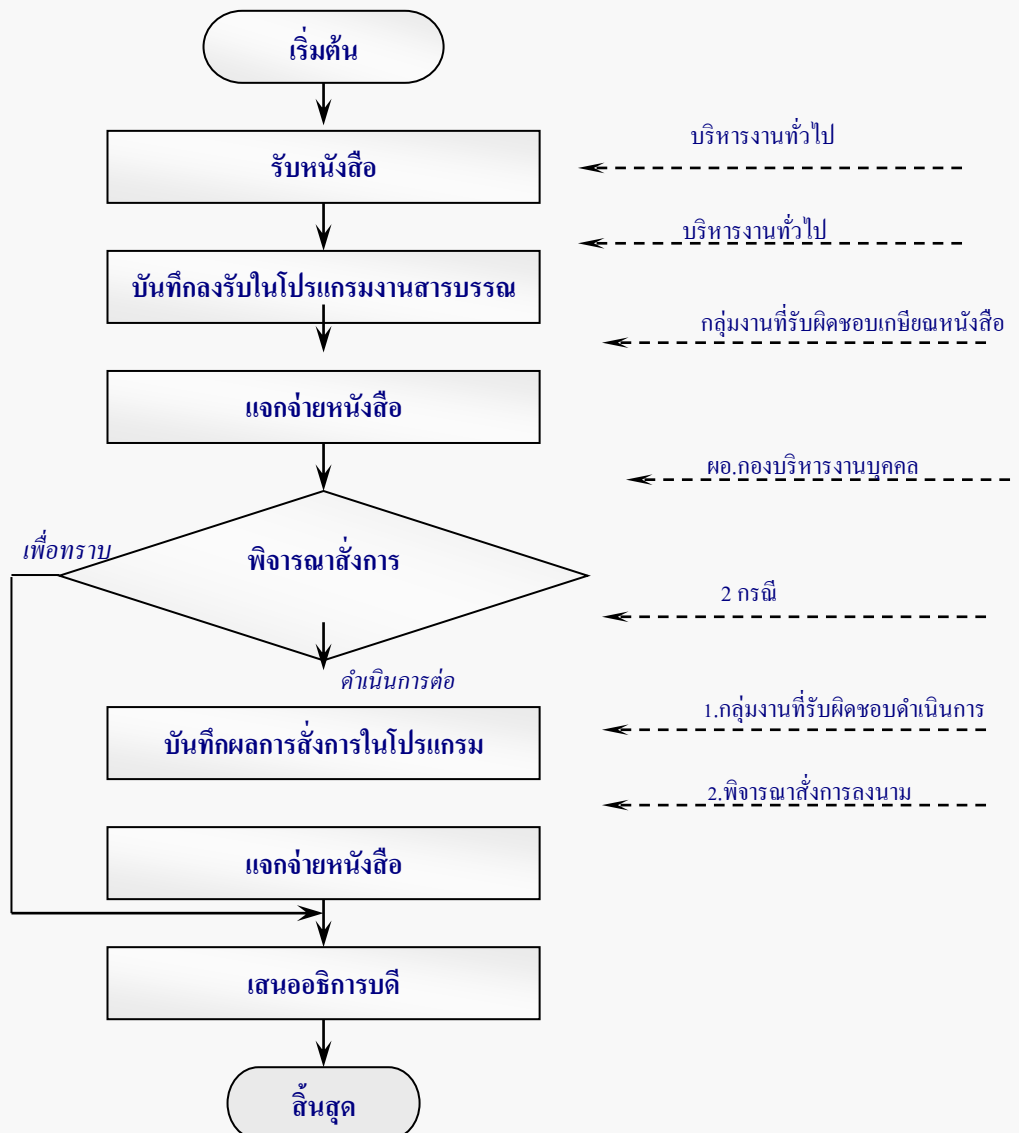 เริ่มต้น
บริหารงานทั่วไป
รับหนังสือ
บริหารงานทั่วไป
บันทึกลงรับในโปรแกรมงานสารบรรณ
กลุ่มงานที่รับผิดชอบเกษียณหนังสือ
แจกจ่ายหนังสือ
ผอ.กองบริหารงานบุคคล
เพื่อทราบ
พิจารณาสั่งการ
2 กรณี
ดำเนินการต่อ
1.กลุ่มงานที่รับผิดชอบดำเนินการ
บันทึกผลการสั่งการในโปรแกรม
2.พิจารณาสั่งการลงนาม
แจกจ่ายหนังสือ
เสนออธิการบดี
สิ้นสุด